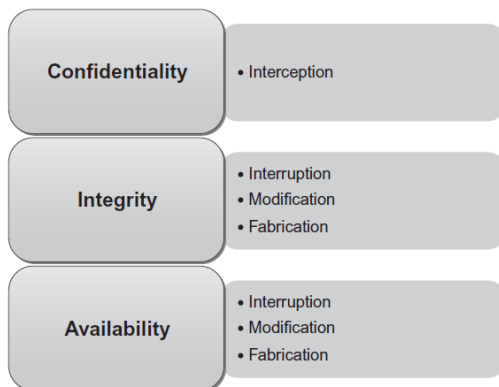 Confidentiality
• Interception
Integrity
• Interruption
• Modification
• Fabrication
Availability
• Interruption
• Modification
• Fabrication